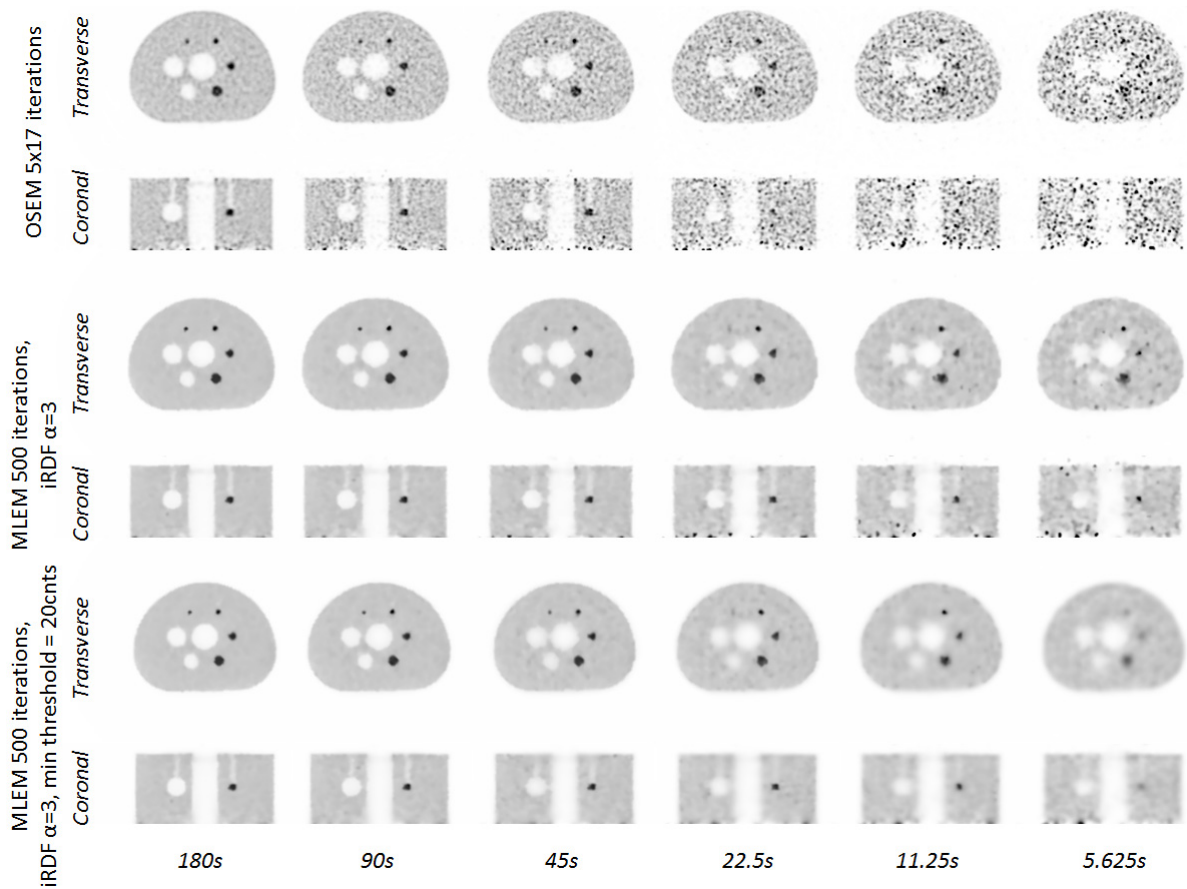 OSEM 5x17 iterations
Transverse
Coronal
MLEM 500 iterations,
iRDF α=3
Transverse
Coronal
MLEM 500 iterations,
iRDF α=3, min threshold = 20cnts
Transverse
Coronal
180s 90s 45s 22.5s 11.25s 5.625s